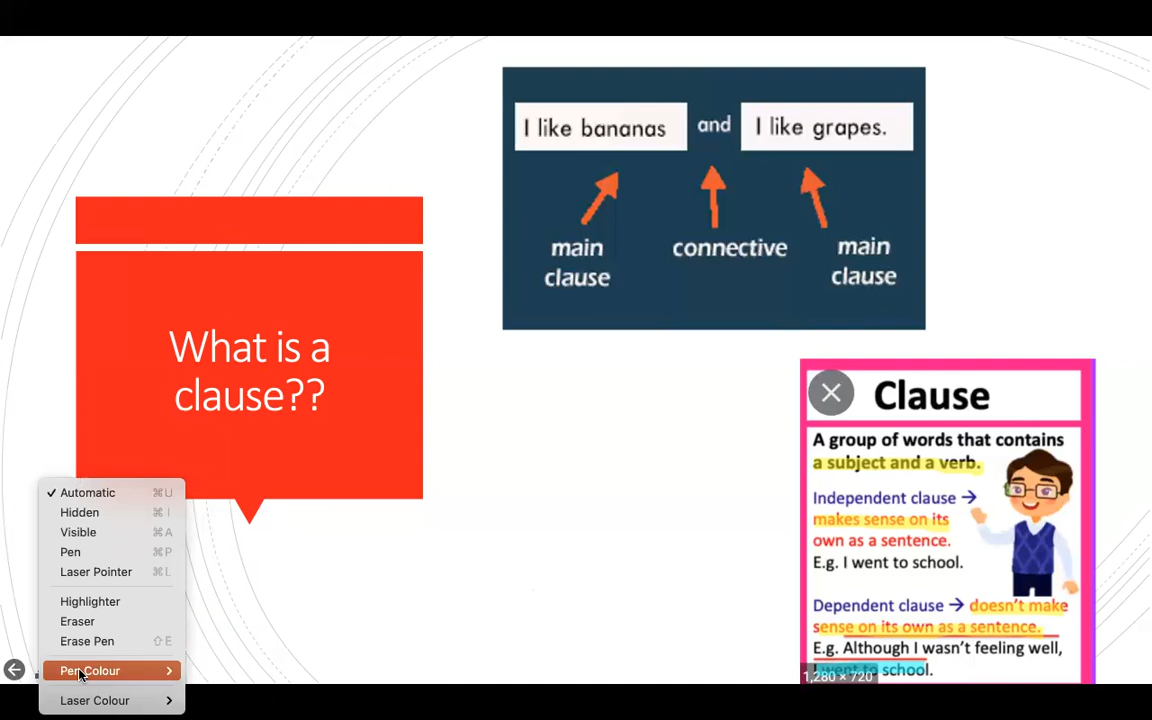 I like bananas and I like grapes.
main clause
connective
main clause
What is a
clause??
Clause
A group of words that contains
a subject and a verb.
Independent clause →
makes sense on its
own as a sentence.
E.g. I went to school.
Dependent clause → doesn't make
sense on its own as a sentence.
E.g. Although I wasn't feeling well,
I went to school.
1,280 × 720
✓ Automatic ⌘U
Hidden ⌘I
Visible ⌘A
Pen ⌘P
Laser Pointer ⌘L
Highlighter
Eraser
Erase Pen ⇧E
Pen Colour >
Laser Colour >